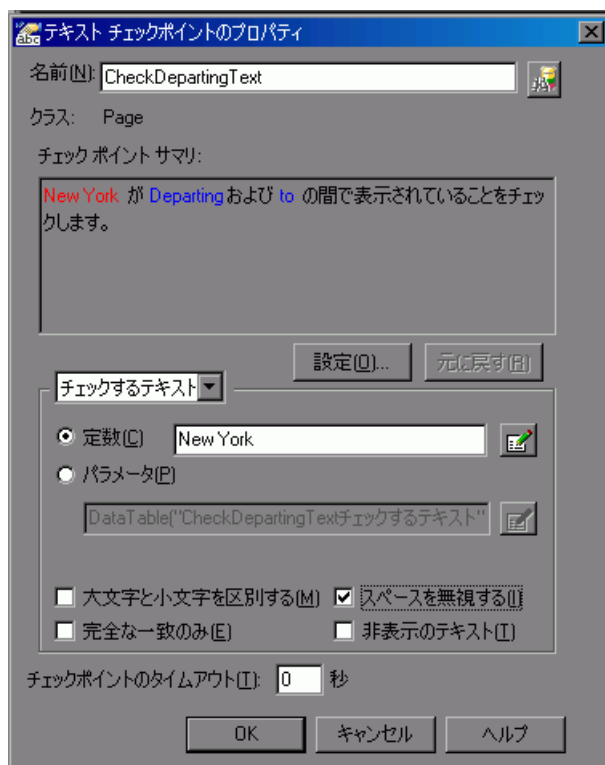 テキスト チェックポイントのプロパティ
名前(N): CheckDepartingText
クラス: Page
チェック ポイント サマリ:
New York が Departing および to の間で表示されていることをチェッ
クします。
設定(O)... 元に戻す(R)
チェックするテキスト
定数(C) New York
パラメータ(P)
DataTable("CheckDepartingTextチェックするテキスト"
大文字と小文字を区別する(M) スペースを無視する(I)
完全な一致のみ(E) 非表示のテキスト(T)
チェックポイントのタイムアウト(T): 0 秒
OK キャンセル ヘルプ